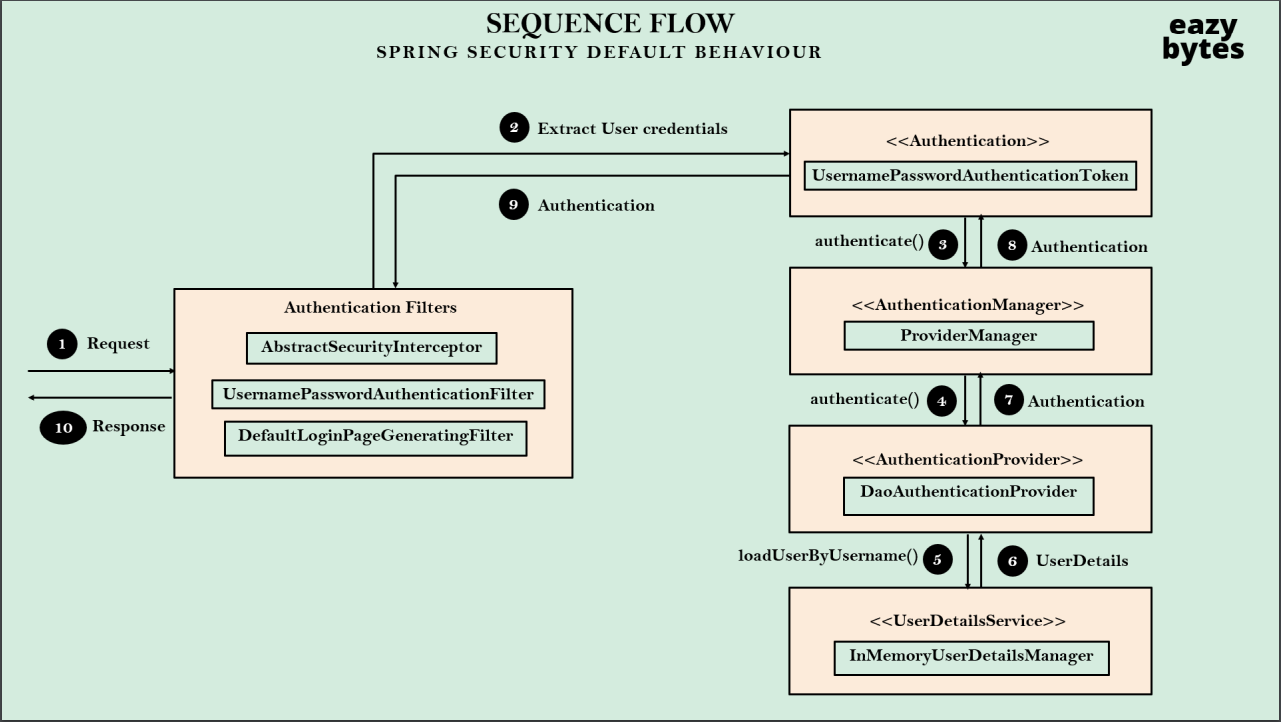 SEQUENCE FLOW
SPRING SECURITY DEFAULT BEHAVIOUR
eazy
bytes
2 Extract User credentials
9 Authentication
<<Authentication>>
UsernamePasswordAuthenticationToken
authenticate() 3
8 Authentication
<<AuthenticationManager>>
ProviderManager
authenticate() 4
7 Authentication
<<AuthenticationProvider>>
DaoAuthenticationProvider
loadUserByUsername() 5
6 UserDetails
<<UserDetailsService>>
InMemoryUserDetailsManager
Authentication Filters
AbstractSecurityInterceptor
UsernamePasswordAuthenticationFilter
DefaultLoginPageGeneratingFilter
1 Request
10 Response